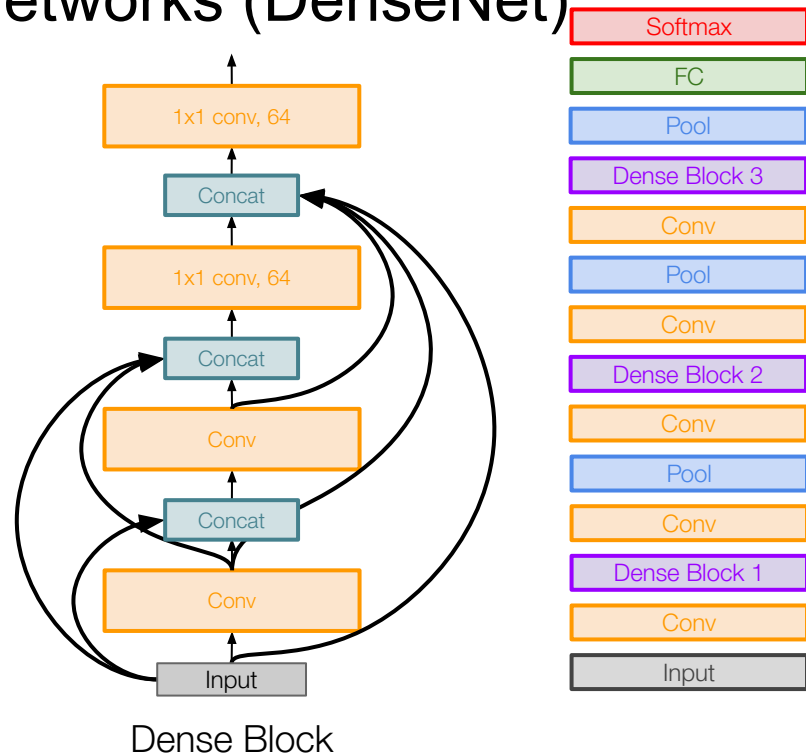 etworks (DenseNet)
1x1 conv, 64
Concat
1x1 conv, 64
Concat
Conv
Concat
Conv
Input
Dense Block
Softmax
FC
Pool
Dense Block 3
Conv
Pool
Conv
Dense Block 2
Conv
Pool
Conv
Dense Block 1
Conv
Input